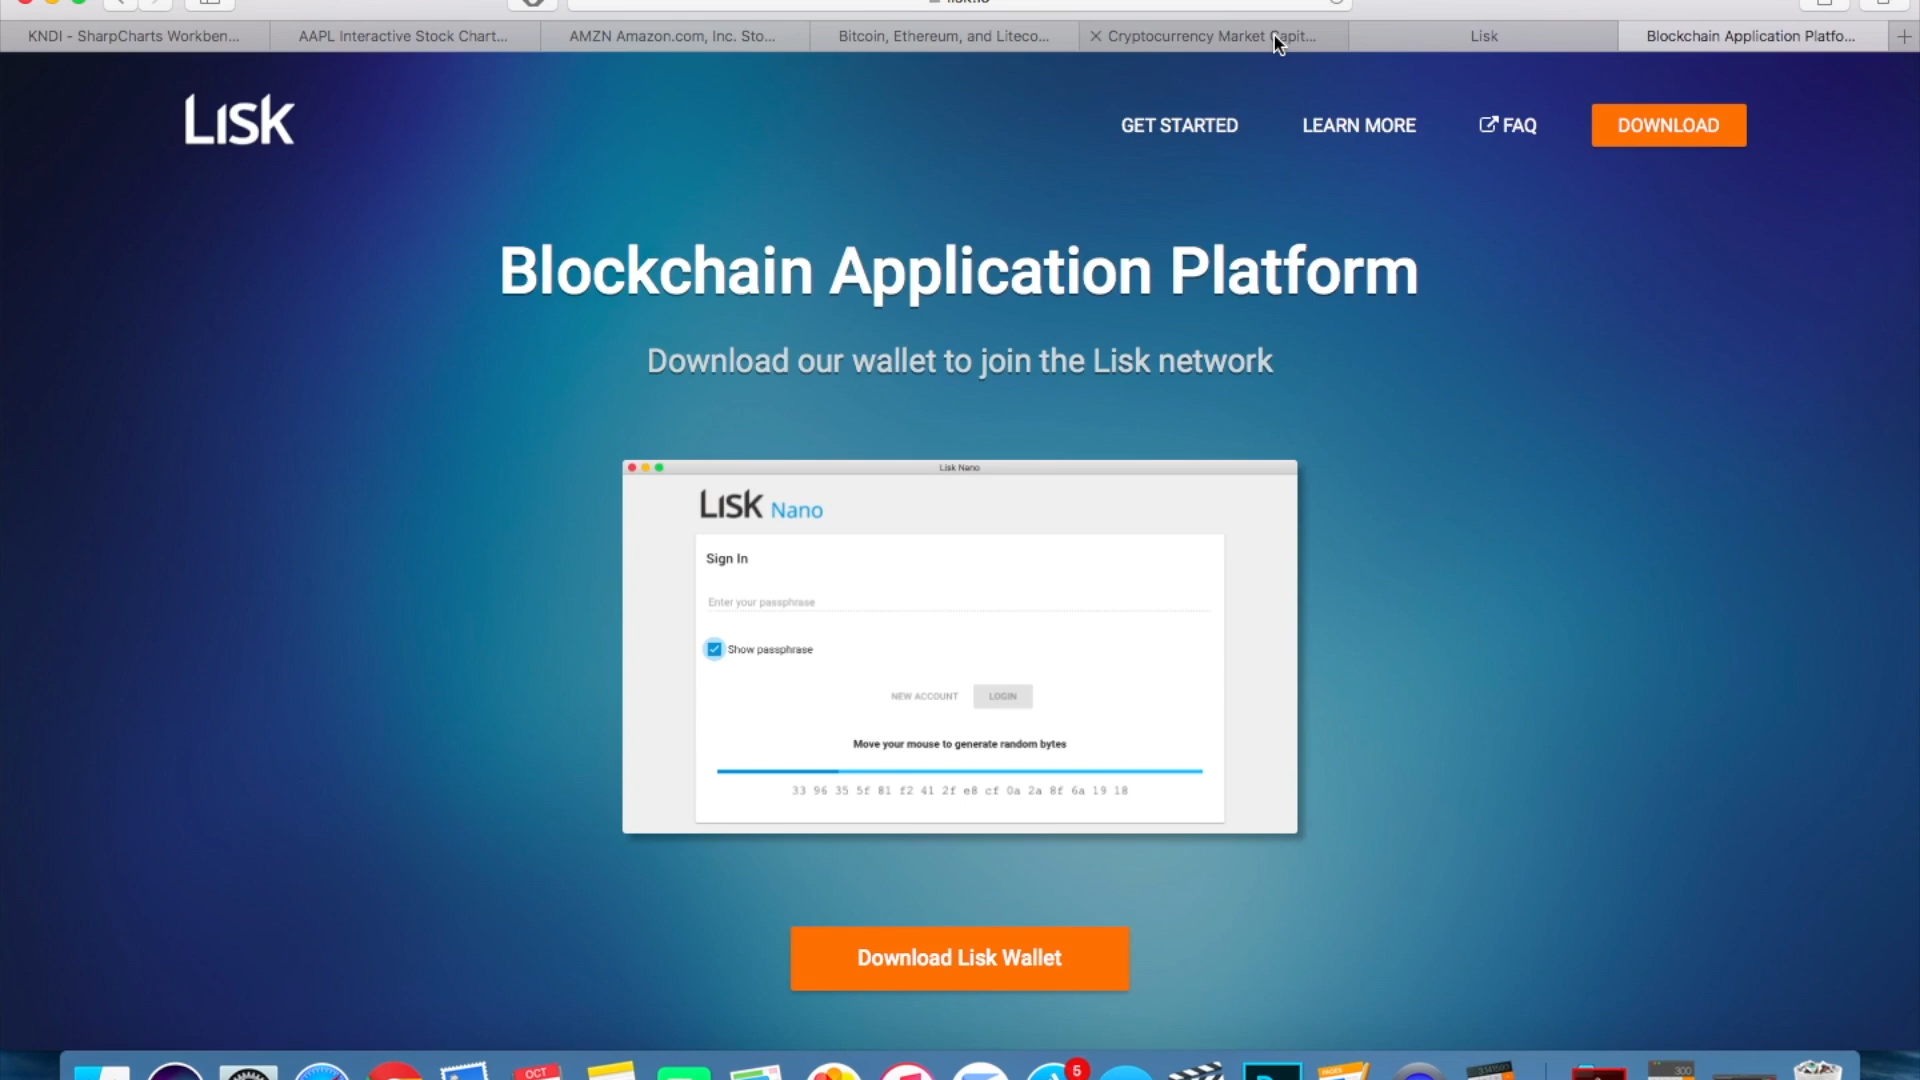 KNDI - SharpCharts Workben...
AAPL Interactive Stock Chart...
AMZN Amazon.com, Inc. Sto...
Bitcoin, Ethereum, and Liteco...
Cryptocurrency Market Capit...
Lisk
Blockchain Application Platfo...
LISK
GET STARTED
LEARN MORE
FAQ
DOWNLOAD
Blockchain Application Platform
Download our wallet to join the Lisk network
Lisk Nano
LISK Nano
Sign In
Enter your passphrase
Show passphrase
NEW ACCOUNT
LOGIN
Move your mouse to generate random bytes
33 96 35 5f 81 f2 41 2f e8 cf 0a 2a 8f 6a 19 18
Download Lisk Wallet
OCT
5
PAGES
300